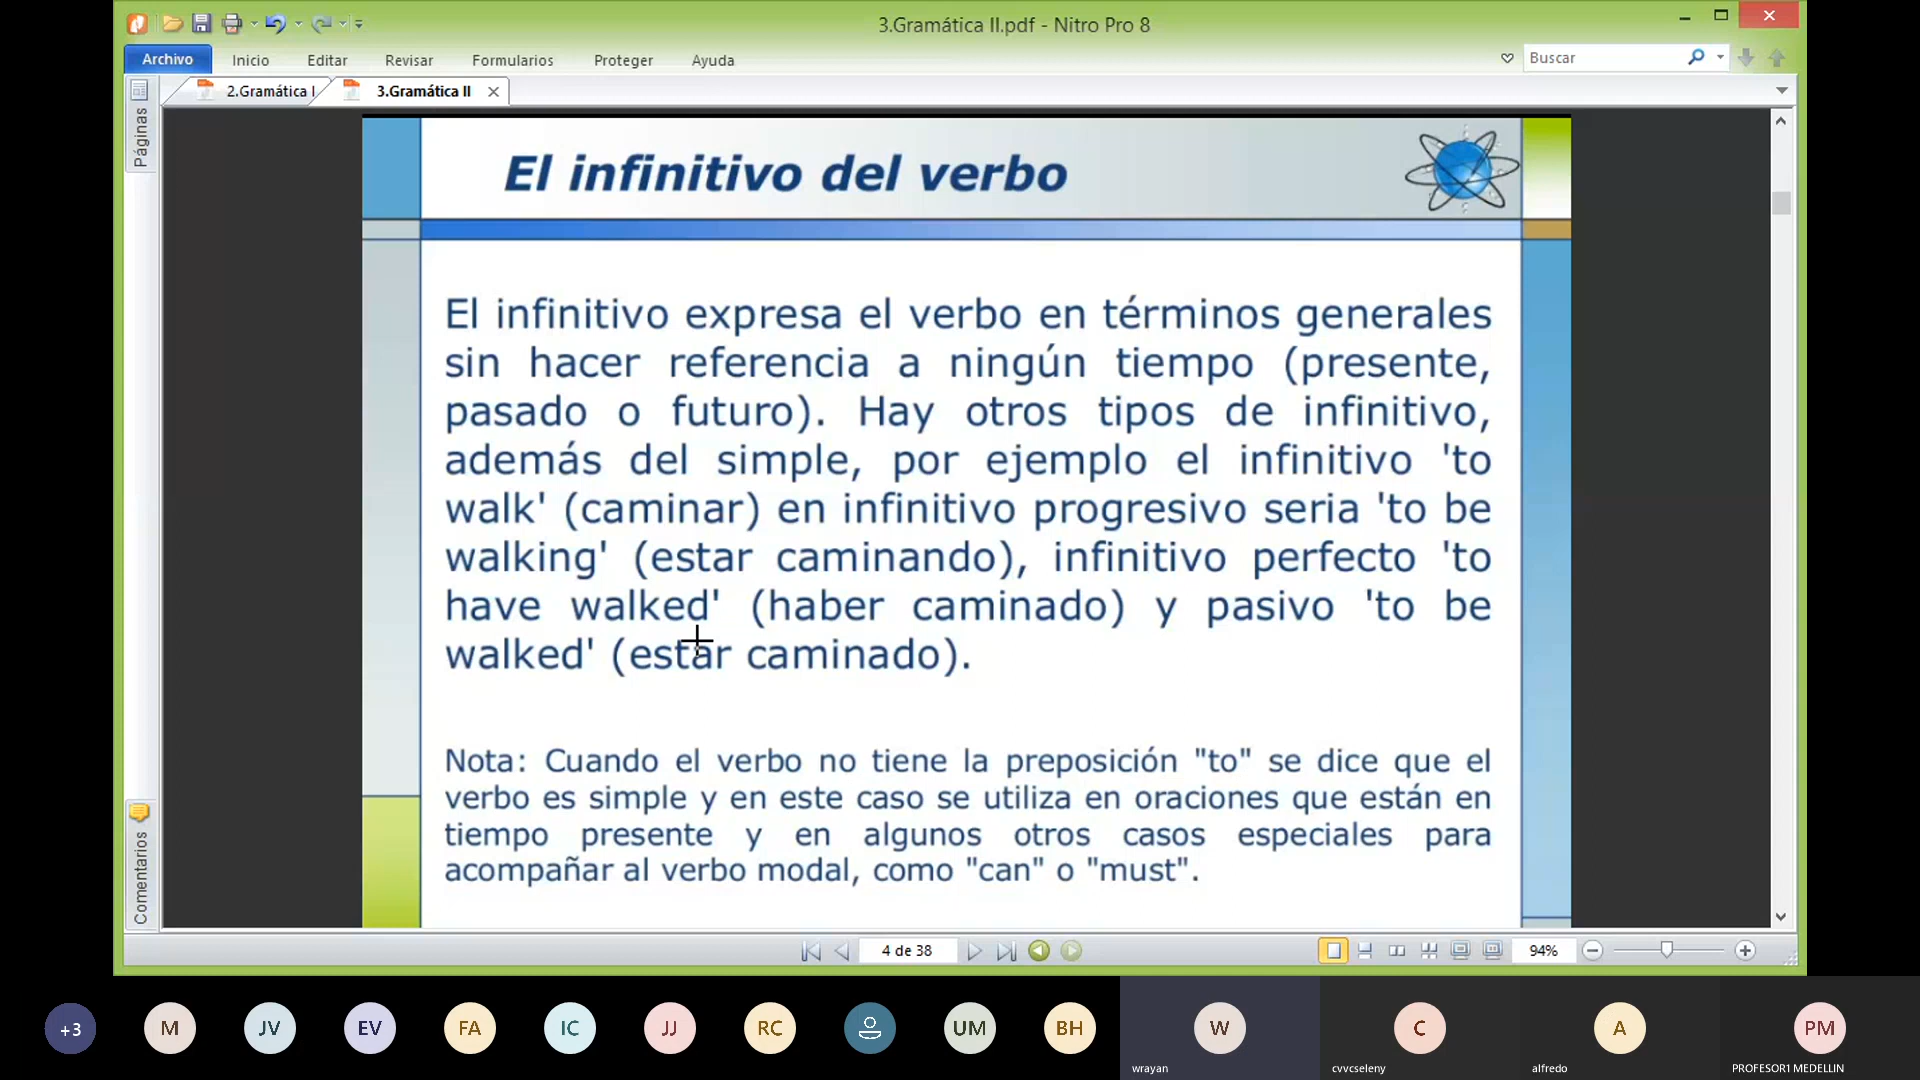 3.Gramática II.pdf - Nitro Pro 8
Archivo Inicio Editar Revisar Formularios Proteger Ayuda Buscar
2.Gramática I 3.Gramática II
Páginas
El infinitivo del verbo
El infinitivo expresa el verbo en términos generales
sin hacer referencia a ningún tiempo (presente,
pasado o futuro). Hay otros tipos de infinitivo,
además del simple, por ejemplo el infinitivo 'to
walk' (caminar) en infinitivo progresivo seria 'to be
walking' (estar caminando), infinitivo perfecto 'to
have walked' (haber caminado) y pasivo 'to be
walked' (estar caminado).
Nota: Cuando el verbo no tiene la preposición "to" se dice que el
verbo es simple y en este caso se utiliza en oraciones que están en
tiempo presente y en algunos otros casos especiales para
acompañar al verbo modal, como "can" o "must".
Comentarios
4 de 38 94%
+3 M JV EV FA IC JJ RC UM BH W C A PM
wrayan cvvcseleny alfredo PROFESOR1 MEDELLIN